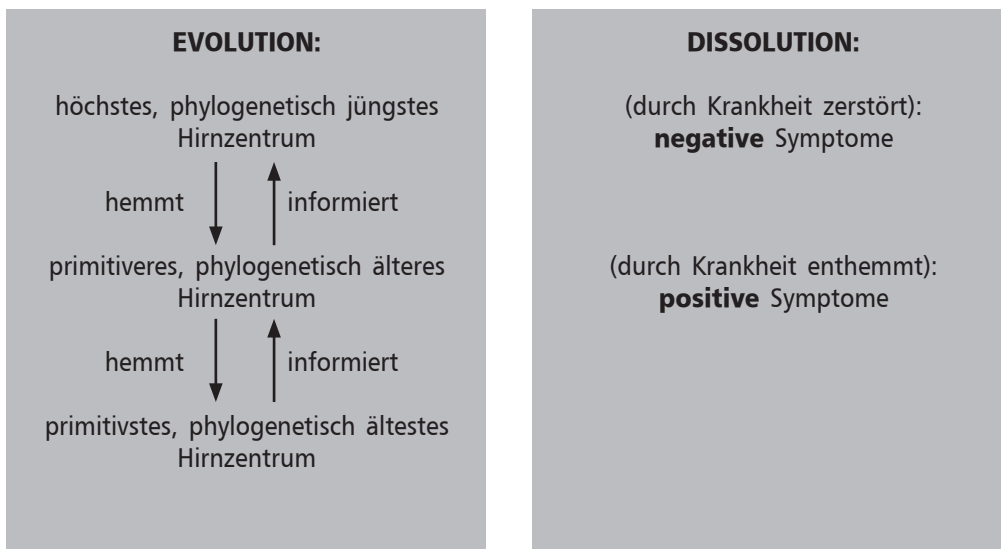 EVOLUTION:
höchstes, phylogenetisch jüngstes
Hirnzentrum
hemmt informiert
primitiveres, phylogenetisch älteres
Hirnzentrum
hemmt informiert
primitivstes, phylogenetisch ältestes
Hirnzentrum
DISSOLUTION:
(durch Krankheit zerstört):
negative Symptome
(durch Krankheit enthemmt):
positive Symptome